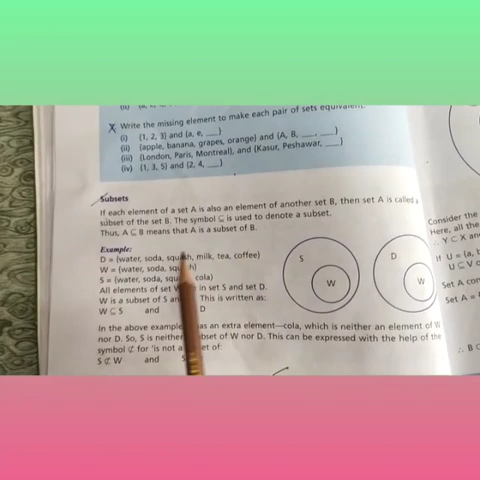 (ii)
Write the missing element to make each pair of sets equivalent.
(i) {1, 2, 3} and {a, e, ___}
(ii) {apple, banana, grapes, orange} and {A, B, ___, ___}
(iii) {London, Paris, Montreal}, and {Kasur, Peshawar, ___}
(iv) {1, 3, 5} and {2, 4, ___}
Subsets
If each element of a set A is also an element of another set B, then set A is called a
subset of the set B. The symbol ⊆ is used to denote a subset.
Thus, A ⊆ B means that A is a subset of B.
Example:
D = {water, soda, squash, milk, tea, coffee}
W = {water, soda, squash}
S = {water, soda, cola}
All elements of set in set S and set D.
W is a subset of S This is written as:
W ⊆ S and D
S
W
D
W
In the above example has an extra element—cola, which is neither an element of W
nor D. So, S is neither subset of W nor D. This can be expressed with the help of the
symbol ⊄ for 'is not a of:
S ⊄ W and S
Consider the
Here, all the
∴ Y ⊂ X and
If U = {a, b
U ⊆ V
Set A con
Set A =
∴ B